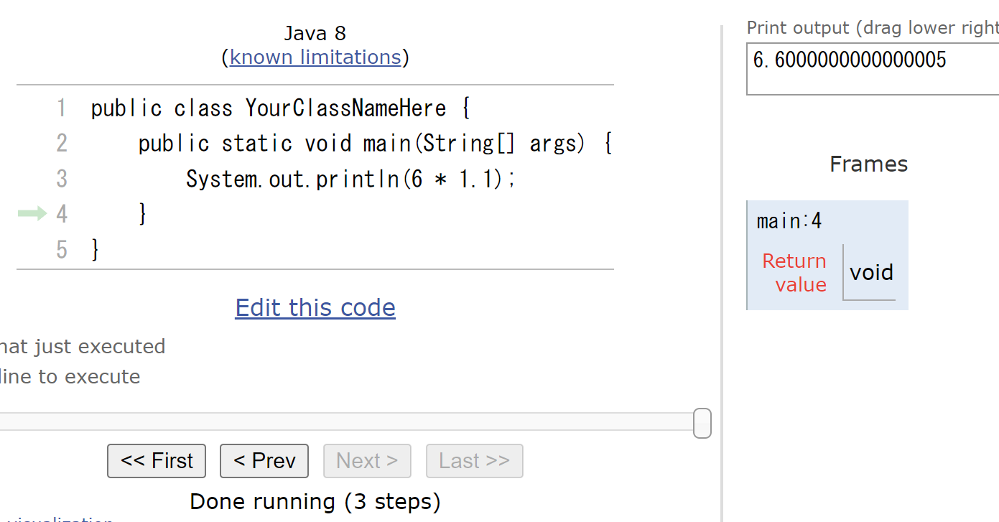 Java 8
(known limitations)
1 public class YourClassNameHere {
2     public static void main(String[] args) {
3         System.out.println(6 * 1.1);
4     }
5 }
Edit this code
just executed
line to execute
<< First
< Prev
Next >
Last >>
Done running (3 steps)
visualization
Print output (drag lower right
6.6000000000000005
Frames
main:4
Return
value
void